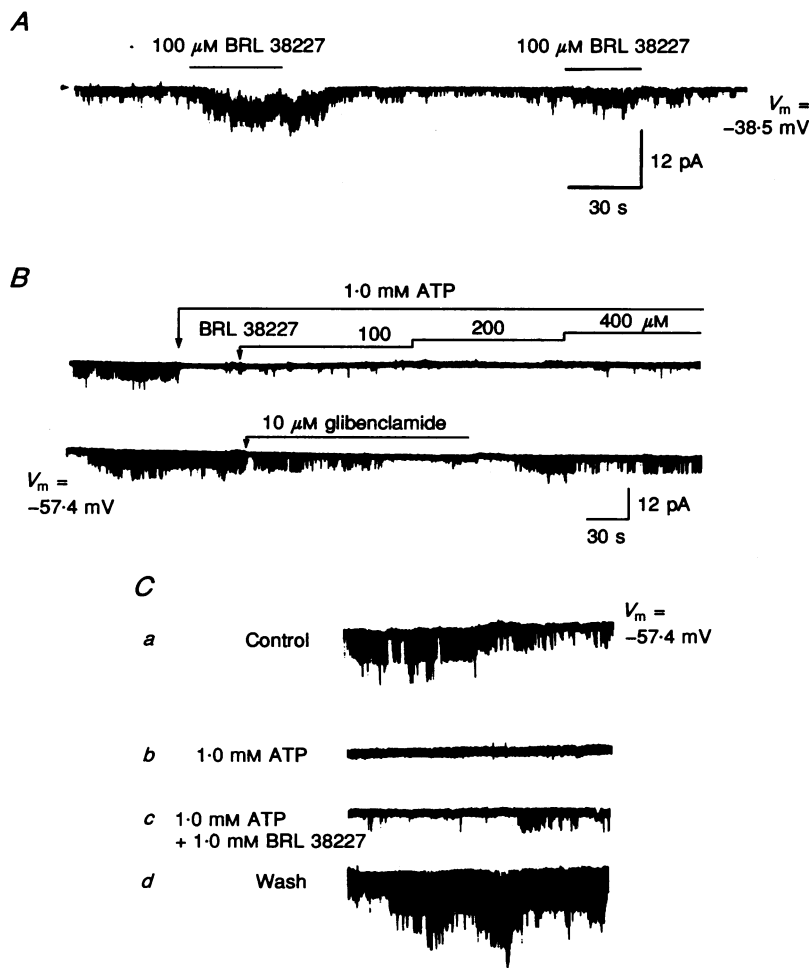 A
100 μM BRL 38227
100 μM BRL 38227
Vm =
−38·5 mV
12 pA
30 s
B
1·0 mM ATP
BRL 38227
100
200
400 μM
10 μM glibenclamide
Vm =
−57·4 mV
12 pA
30 s
C
a
Control
Vm =
−57·4 mV
b
1·0 mM ATP
c
1·0 mM ATP
+ 1·0 mM BRL 38227
d
Wash